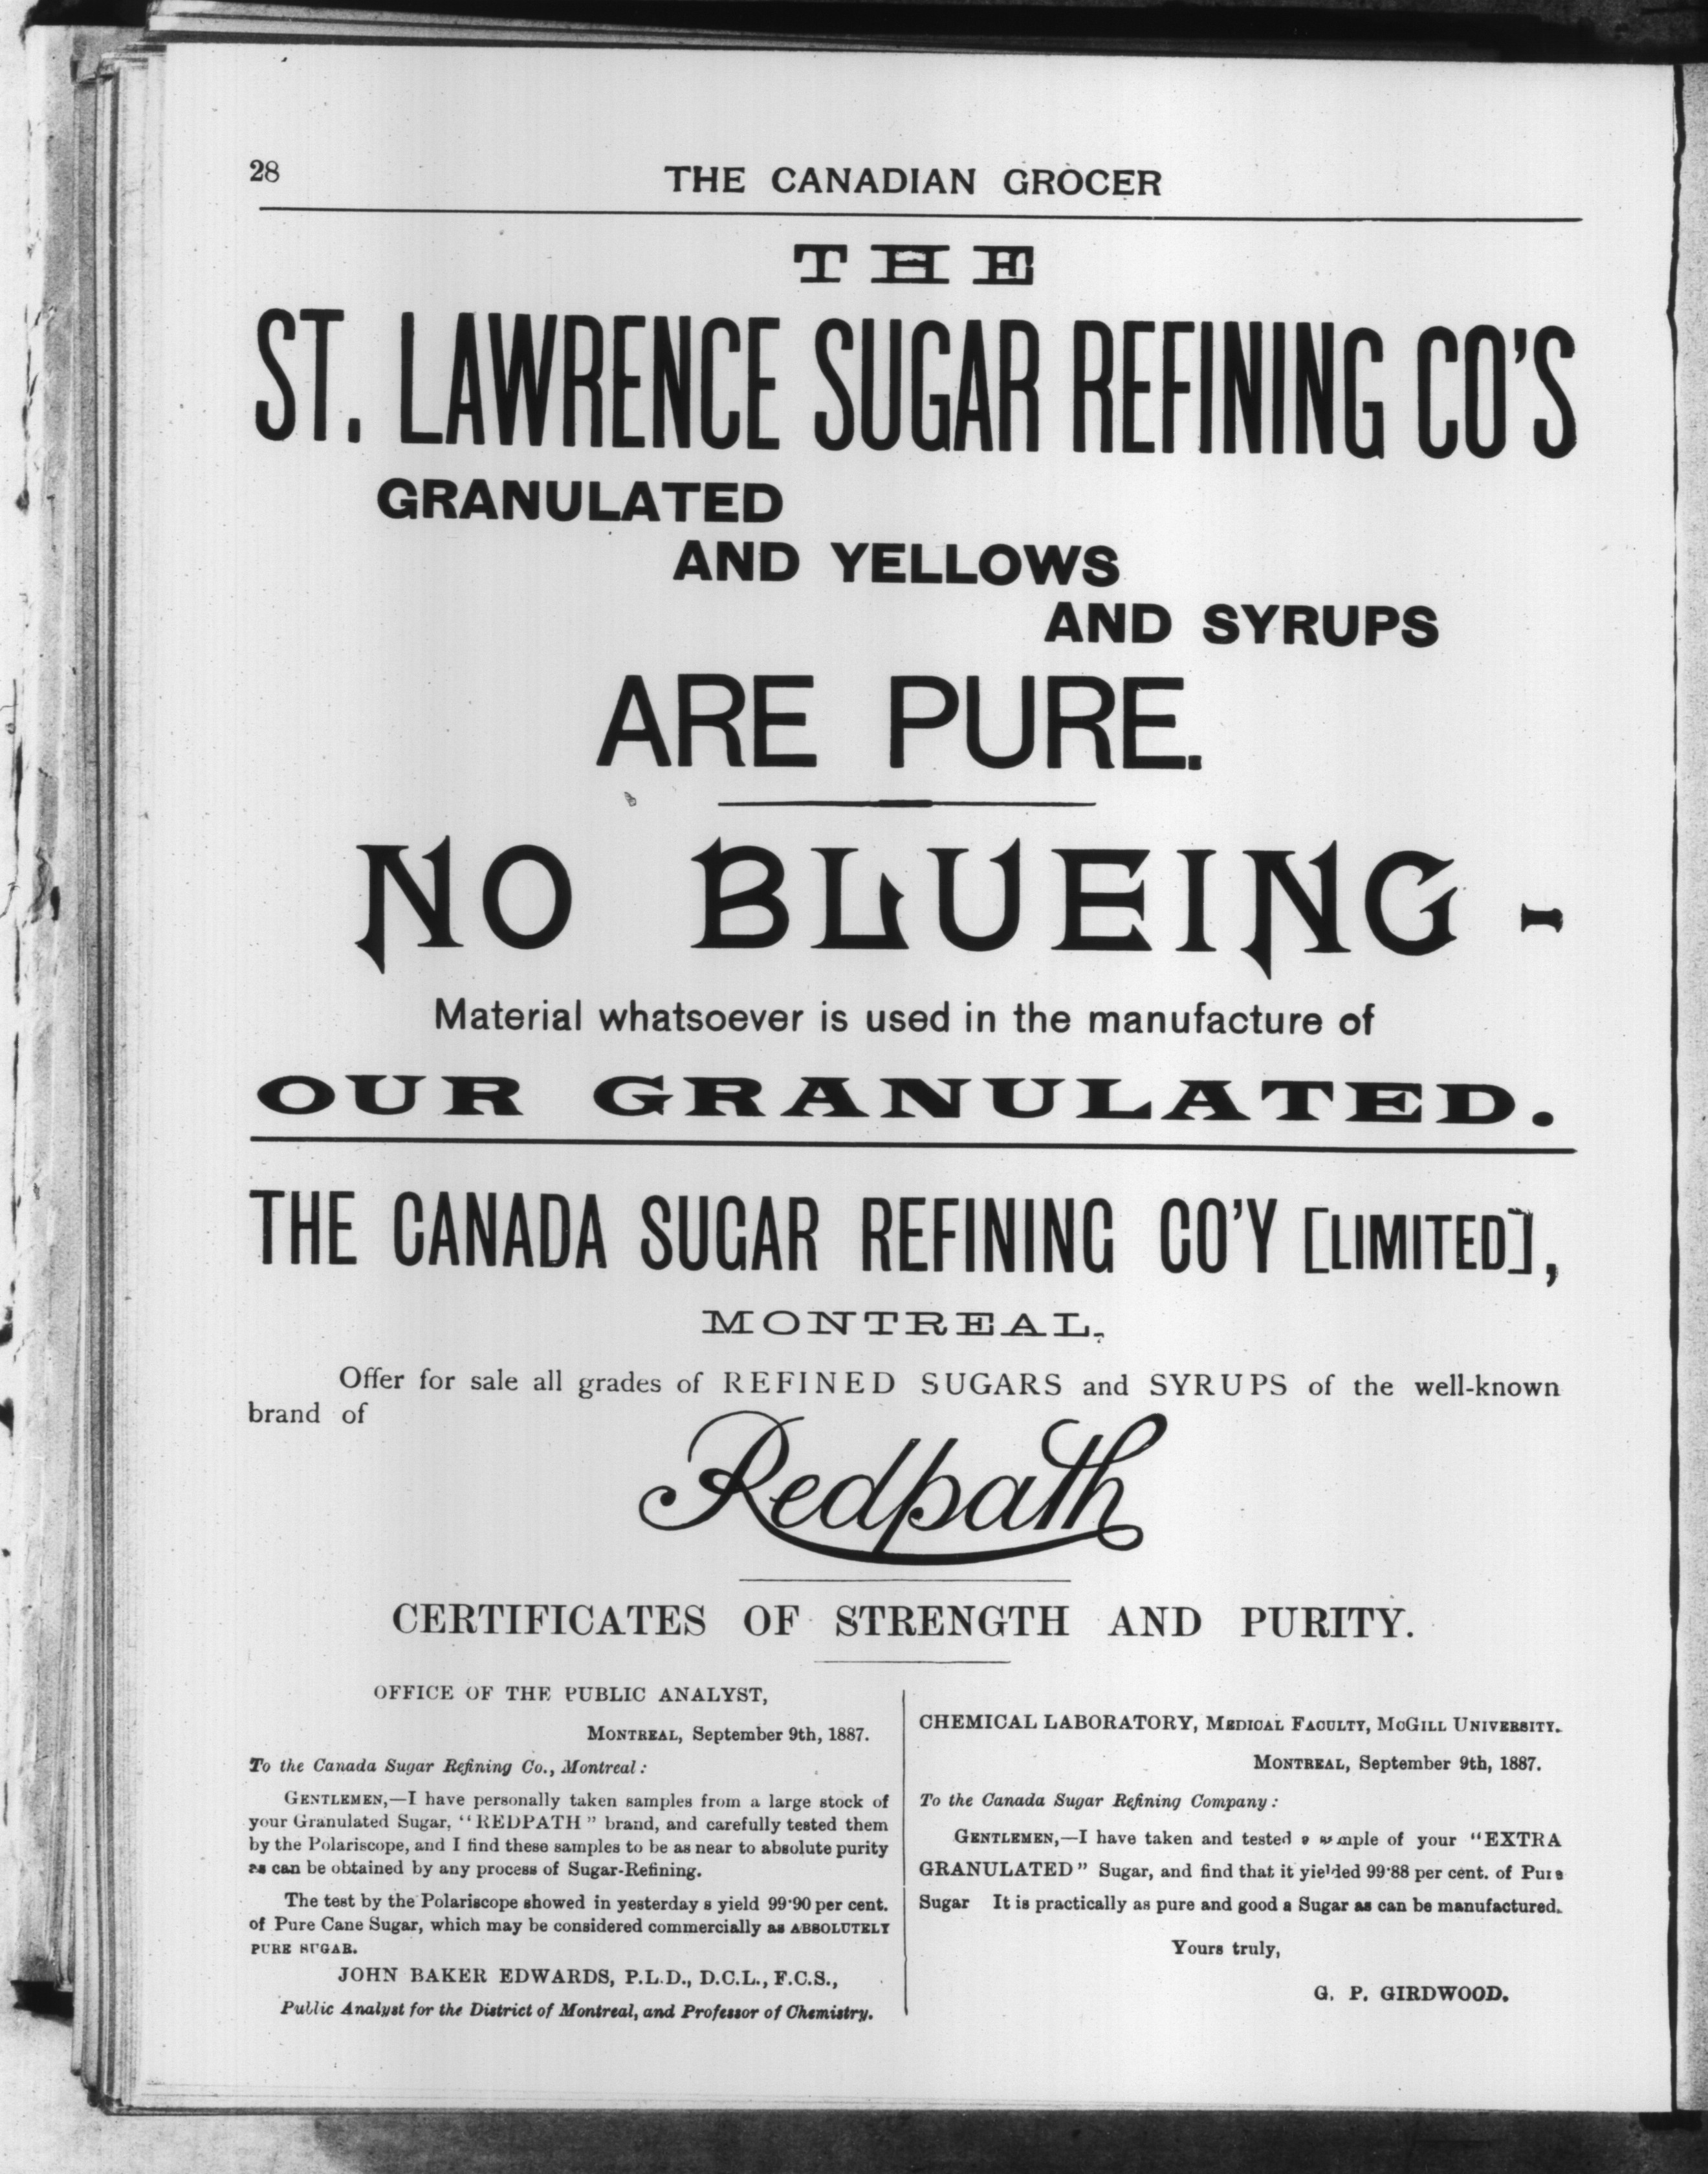 28
THE CANADIAN GROCER
THE
ST. LAWRENCE SUGAR REFINING CO'S
GRANULATED
AND YELLOWS
AND SYRUPS
ARE PURE.
NO BLUEING -
Material whatsoever is used in the manufacture of
OUR GRANULATED.
THE CANADA SUGAR REFINING CO'Y [LIMITED],
MONTREAL,
Offer for sale all grades of REFINED SUGARS and SYRUPS of the well-known
brand of
Redpath
CERTIFICATES OF STRENGTH AND PURITY.
OFFICE OF THE PUBLIC ANALYST,
MONTREAL, September 9th, 1887.
To the Canada Sugar Refining Co., Montreal:
GENTLEMEN,—I have personally taken samples from a large stock of
your Granulated Sugar, "REDPATH" brand, and carefully tested them
by the Polariscope, and I find these samples to be as near to absolute purity
as can be obtained by any process of Sugar-Refining.
The test by the Polariscope showed in yesterday s yield 99·90 per cent.
of Pure Cane Sugar, which may be considered commercially as ABSOLUTELY
PURE SUGAR.
JOHN BAKER EDWARDS, P.L.D., D.C.L., F.C.S.,
Public Analyst for the District of Montreal, and Professor of Chemistry.
CHEMICAL LABORATORY, MEDICAL FACULTY, McGILL UNIVERSITY.
MONTREAL, September 9th, 1887.
To the Canada Sugar Refining Company:
GENTLEMEN,—I have taken and tested a sample of your "EXTRA
GRANULATED" Sugar, and find that it yielded 99·88 per cent. of Pure
Sugar It is practically as pure and good a Sugar as can be manufactured.
Yours truly,
G. P. GIRDWOOD.